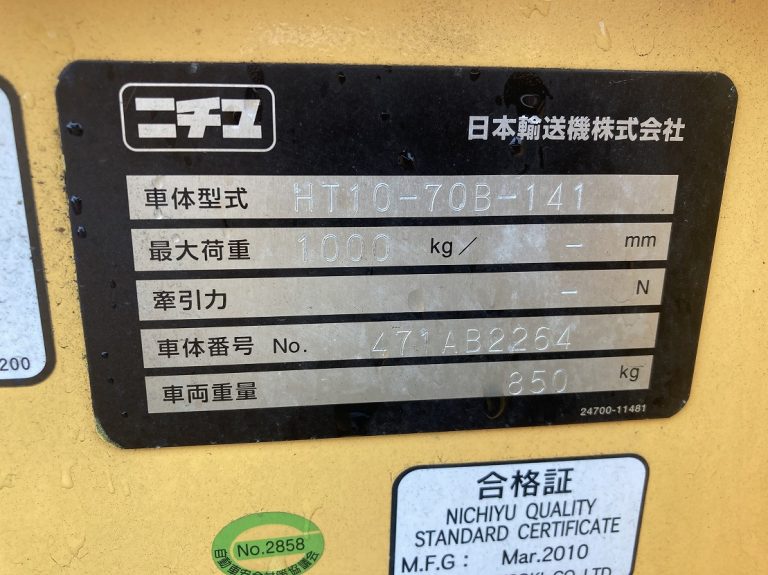 ニチユ
日本輸送機株式会社
車体型式 HT10-70B-141
最大荷重 1000 kg／ - mm
牽引力 - N
車体番号 No. 471AB2264
車両重量 850 kg
24700-11481
200
合格証
NICHIYU QUALITY
STANDARD CERTIFICATE
M.F.G : Mar.2010
CO.,LTD
No.2858